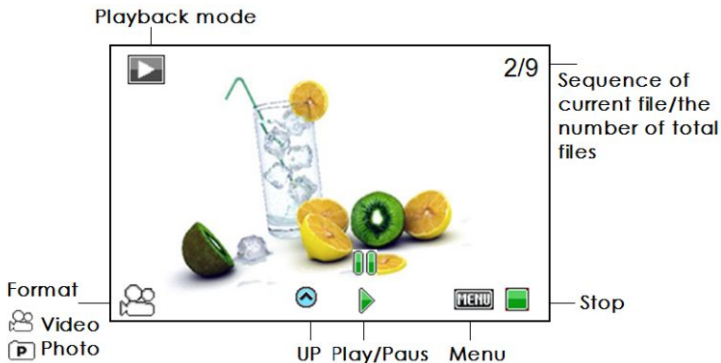 Playback mode
2/9
Sequence of
current file/the
number of total
files
Format
Video
P Photo
MENU
Stop
UP Play/Paus Menu